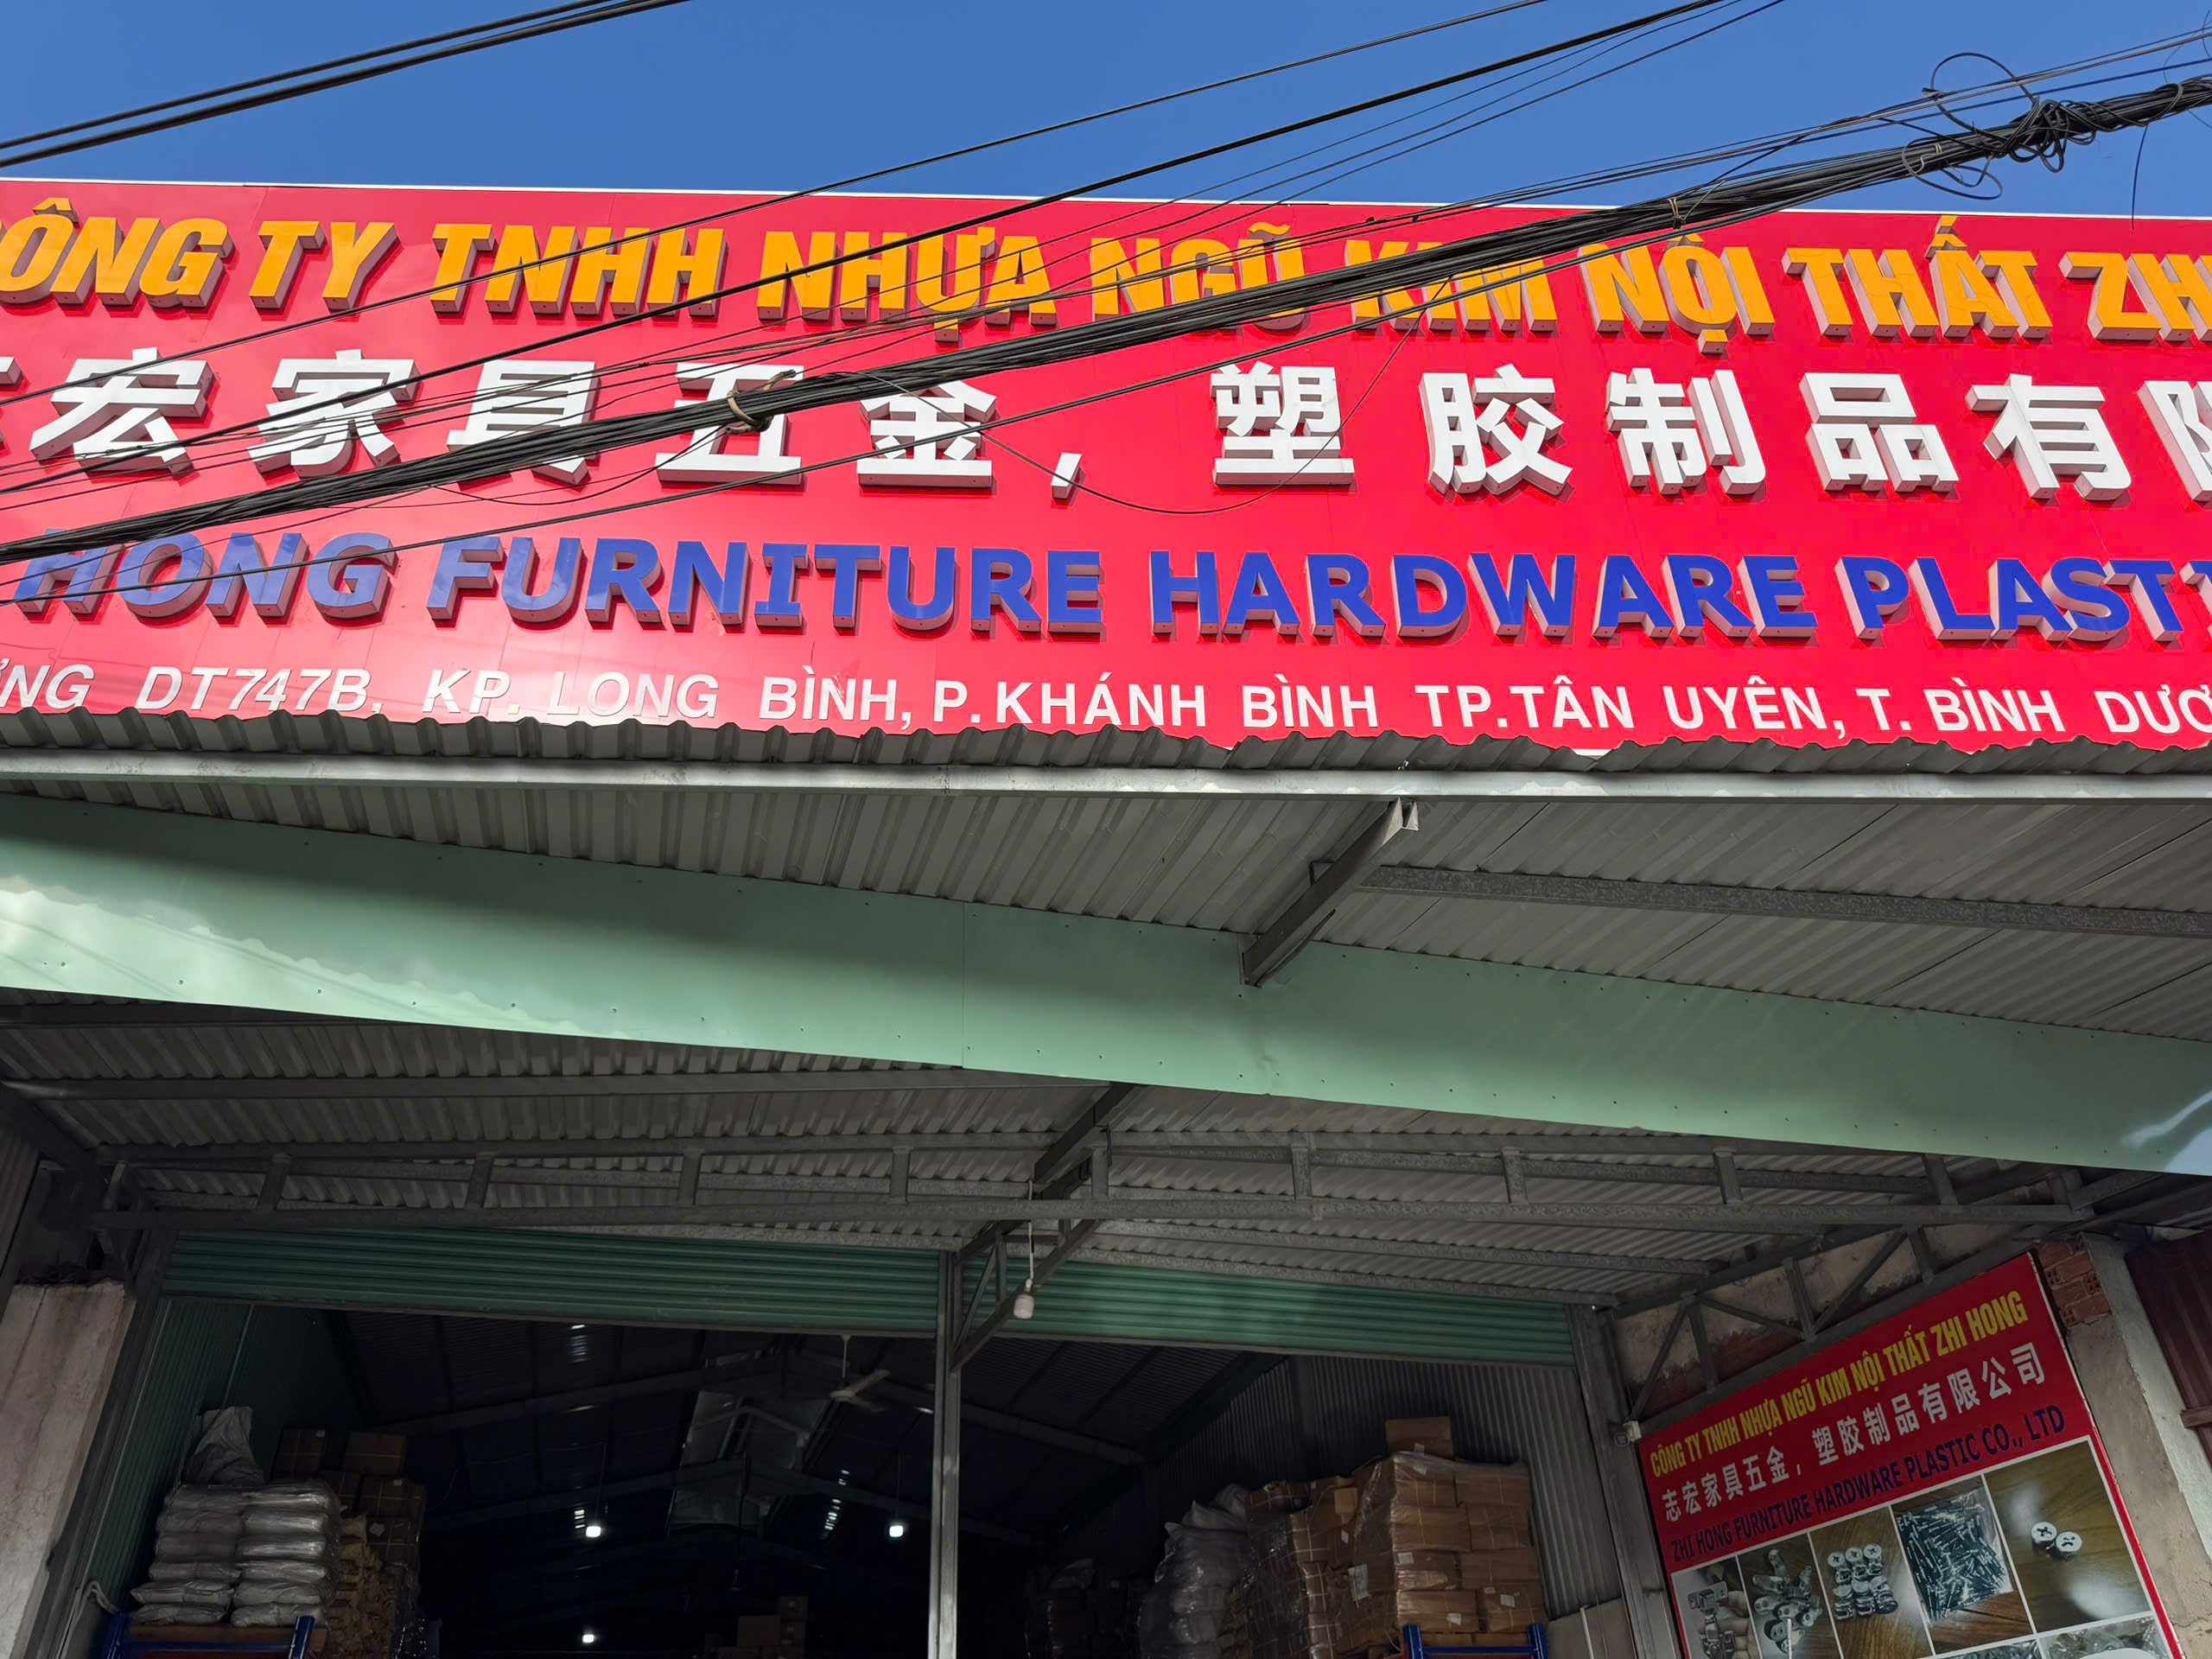 CÔNG TY TNHH NHỰA NGŨ KIM NỘI THẤT ZH
宏家具五金，塑胶制品有限
HONG FURNITURE HARDWARE PLAST
ỜNG DT747B, KP. LONG BÌNH, P.KHÁNH BÌNH TP.TÂN UYÊN, T. BÌNH DƯƠ
CÔNG TY TNHH NHỰA NGŨ KIM NỘI THẤT ZHI HONG
志宏家具五金，塑胶制品有限公司
ZHI HONG FURNITURE HARDWARE PLASTIC CO., LTD